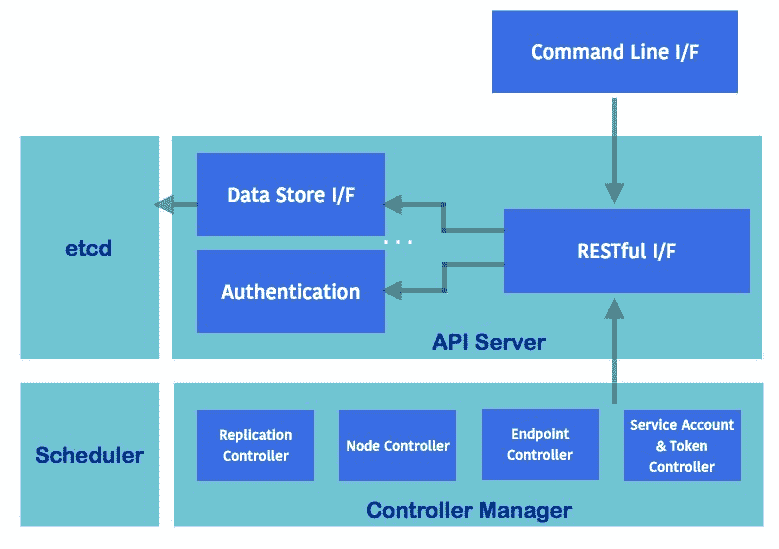 Command Line I/F
Data Store I/F
...
etcd
RESTful I/F
Authentication
API Server
Scheduler
Replication
Controller
Node Controller
Endpoint
Controller
Service Account
& Token
Controller
Controller Manager